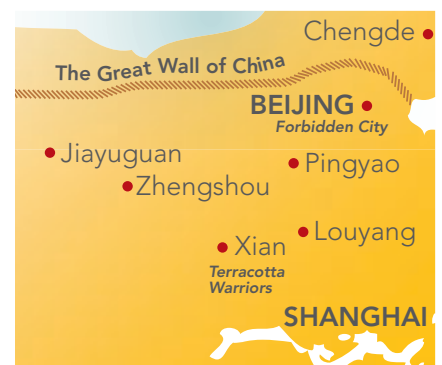 Chengde
The Great Wall of China
BEIJING
Forbidden City
Jiayuguan
Pingyao
Zhengshou
Louyang
Xian
Terracotta
Warriors
SHANGHAI